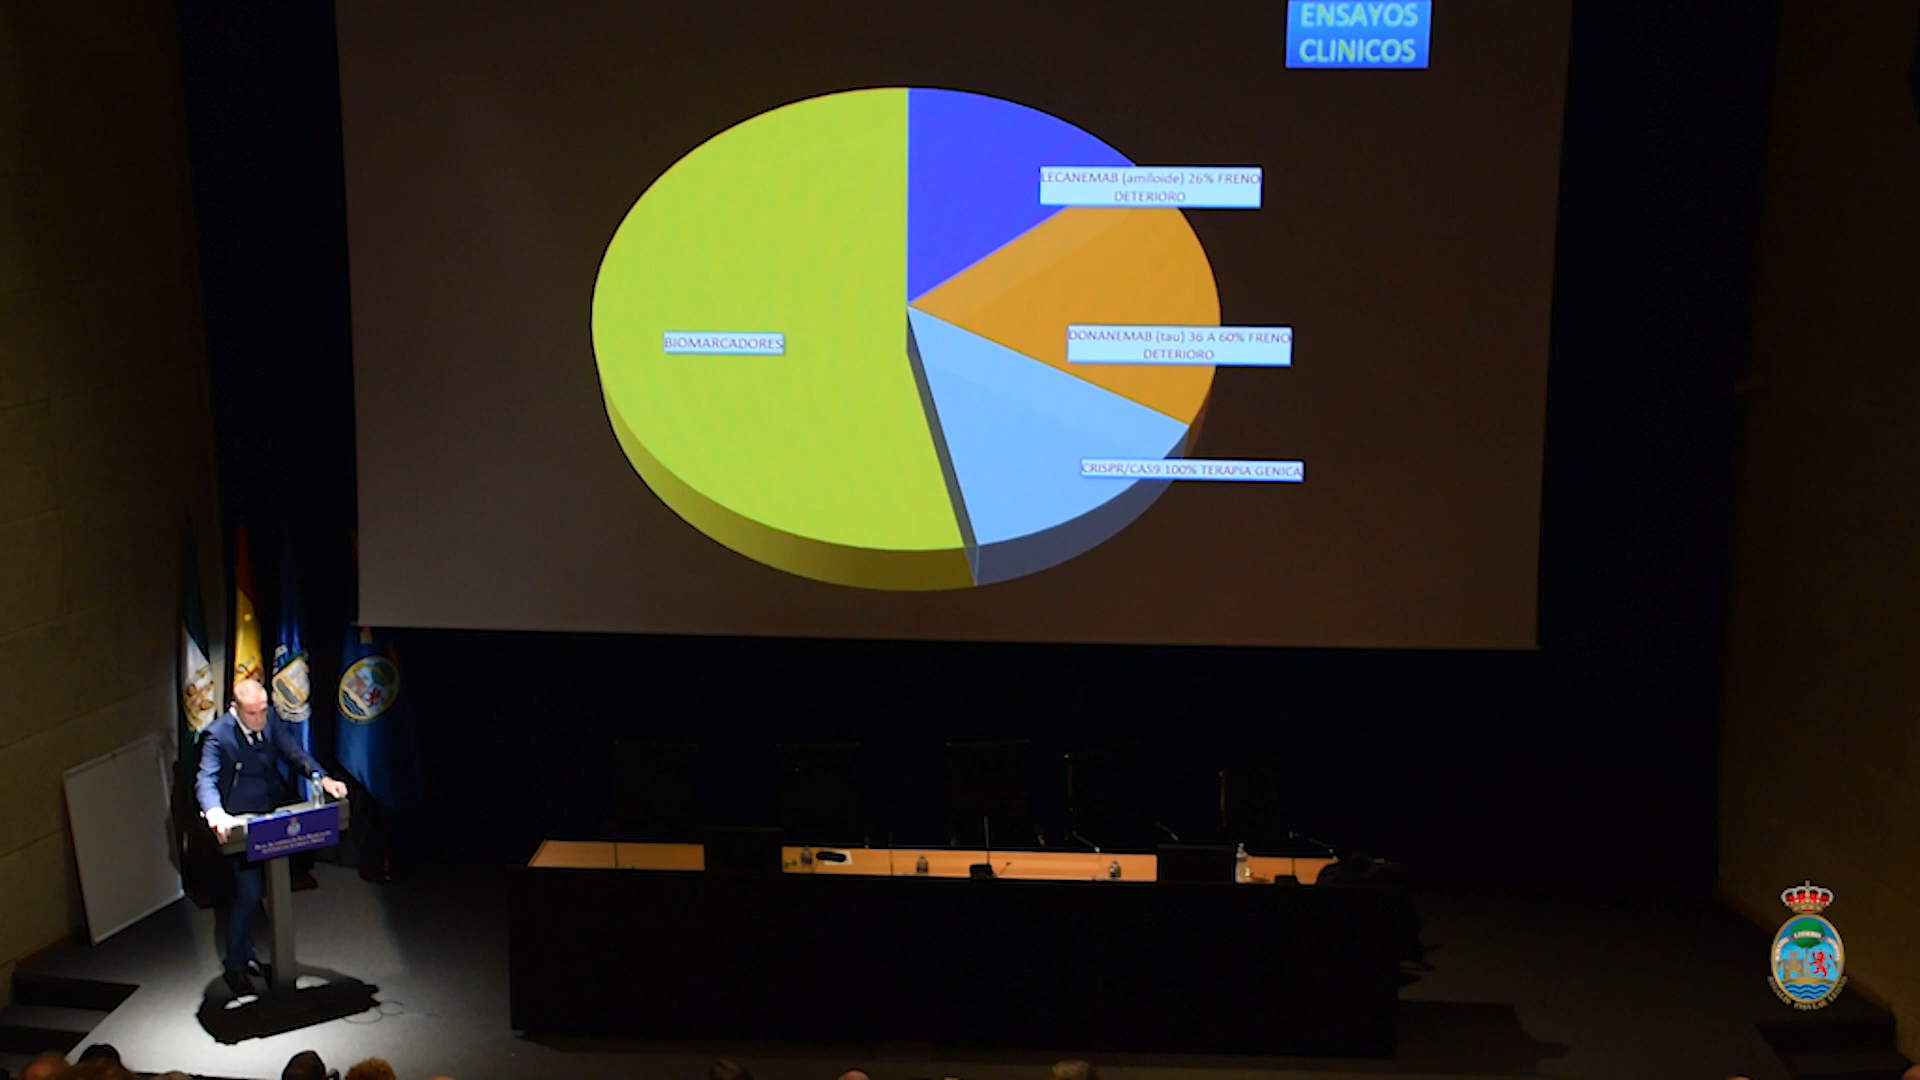 ENSAYOS
CLINICOS
LECANEMAB (amiloide) 26% FRENO
DETERIORO
DONANEMAB (tau) 36 A 60% FRENO
DETERIORO
BIOMARCADORES
CRISPR/CAS9 100% TERAPIA GENICA